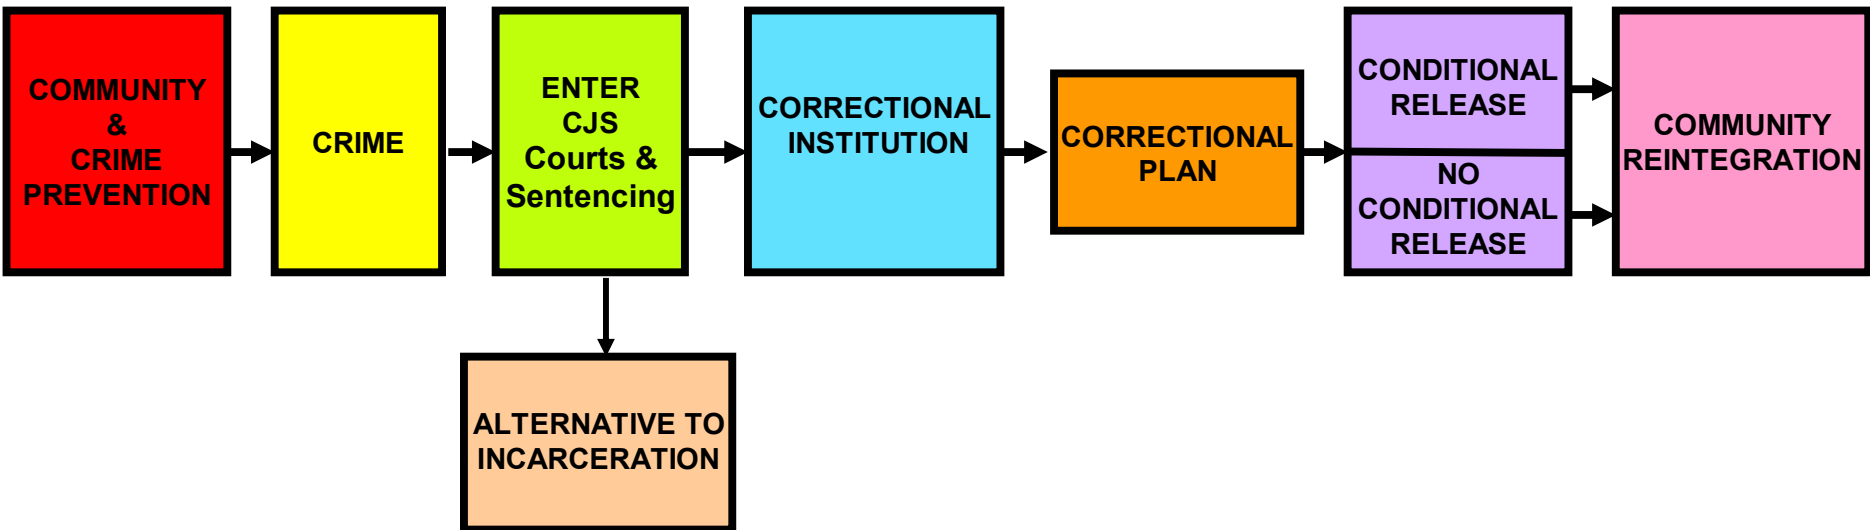 COMMUNITY
&
CRIME
PREVENTION
CRIME
ENTER
CJS
Courts &
Sentencing
CORRECTIONAL
INSTITUTION
CORRECTIONAL
PLAN
CONDITIONAL
RELEASE
NO
CONDITIONAL
RELEASE
COMMUNITY
REINTEGRATION
ALTERNATIVE TO
INCARCERATION